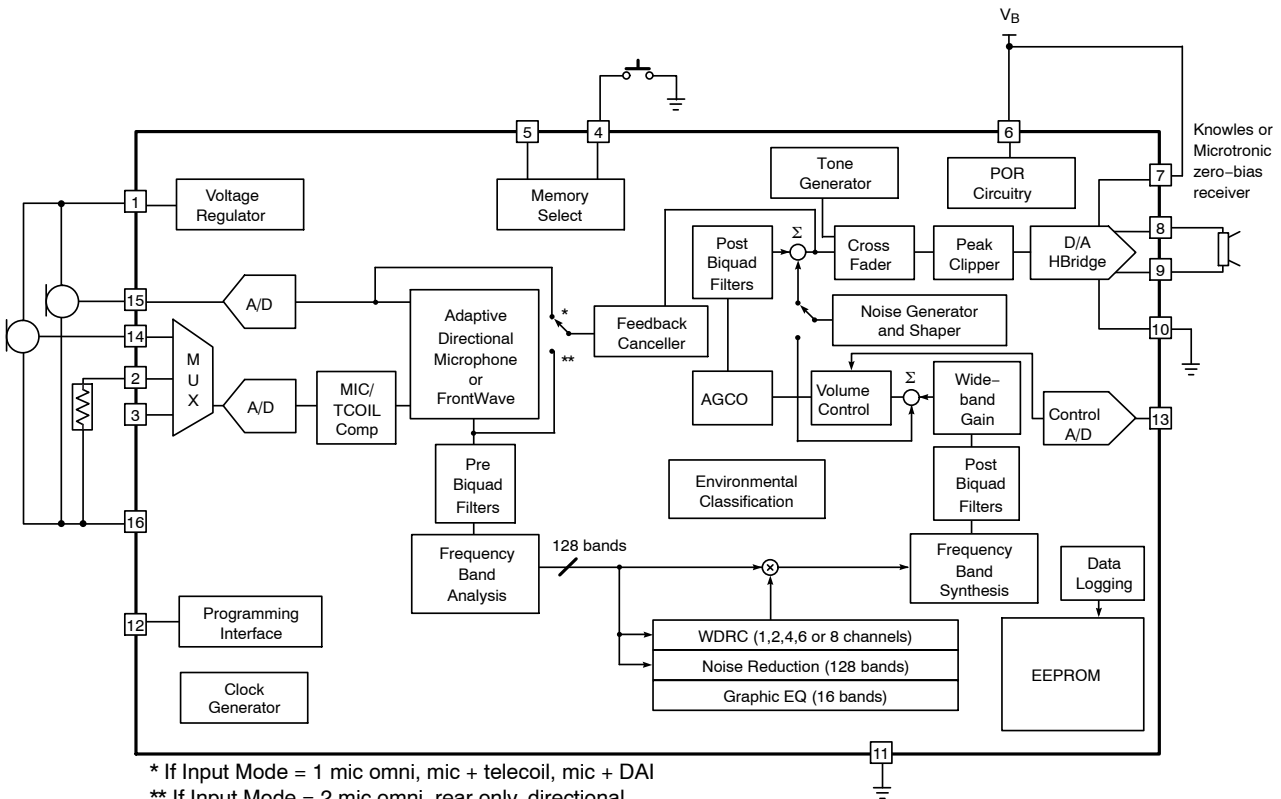 V_B
5
4
6
Knowles or
Microtronic
zero−bias
receiver
Tone
Generator
POR
Circuitry
7
1
Voltage
Regulator
Memory
Select
8
Σ
Post
Biquad
Filters
Cross
Fader
Peak
Clipper
D/A
HBridge
9
15
A/D
Adaptive
Directional
Microphone
or
FrontWave
*
**
Feedback
Canceller
Noise Generator
and Shaper
10
14
M
U
X
2
3
A/D
MIC/
TCOIL
Comp
AGCO
Volume
Control
Σ
Wide−
band
Gain
Control
A/D
13
Pre
Biquad
Filters
Environmental
Classification
Post
Biquad
Filters
16
Frequency
Band
Analysis
128 bands
Frequency
Band
Synthesis
Data
Logging
12
Programming
Interface
WDRC (1,2,4,6 or 8 channels)
Noise Reduction (128 bands)
Graphic EQ (16 bands)
EEPROM
Clock
Generator
11
* If Input Mode = 1 mic omni, mic + telecoil, mic + DAI
** If Input Mode = 2 mic omni, rear only, directional